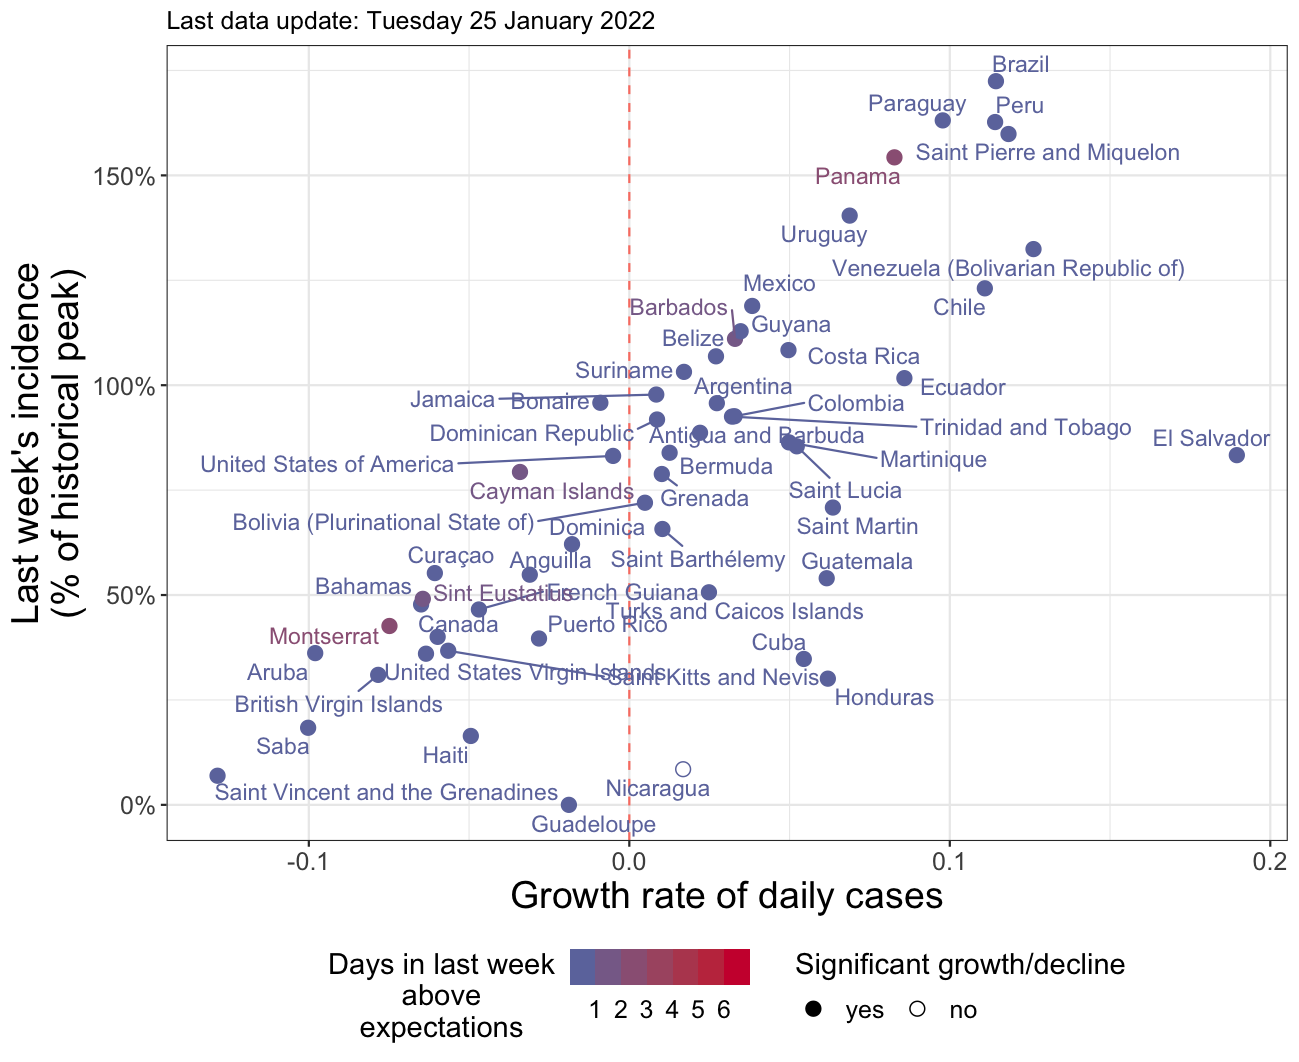 Last data update: Tuesday 25 January 2022
Brazil
Paraguay
Peru
Saint Pierre and Miquelon
150%
Panama
Uruguay
Venezuela (Bolivarian Republic of)
Mexico
Chile
Barbados
Guyana
Belize
Costa Rica
Suriname
100%
Argentina
Ecuador
Jamaica
Bonaire
Colombia
Dominican Republic
Antigua and Barbuda
Trinidad and Tobago
El Salvador
United States of America
Bermuda
Martinique
Cayman Islands
Grenada
Saint Lucia
Bolivia (Plurinational State of)
Dominica
Saint Martin
Curaçao
Anguilla
Saint Barthélemy
Guatemala
Bahamas
Sint Eustatius
French Guiana
50%
Turks and Caicos Islands
Canada
Puerto Rico
Montserrat
Cuba
Aruba
United States Virgin Islands
Saint Kitts and Nevis
Honduras
British Virgin Islands
Saba
Haiti
Nicaragua
Saint Vincent and the Grenadines
0%
Guadeloupe
Last week's incidence
(% of historical peak)
-0.1
0.0
0.1
0.2
Growth rate of daily cases
Days in last week
above
expectations
1 2 3 4 5 6
Significant growth/decline
yes
no